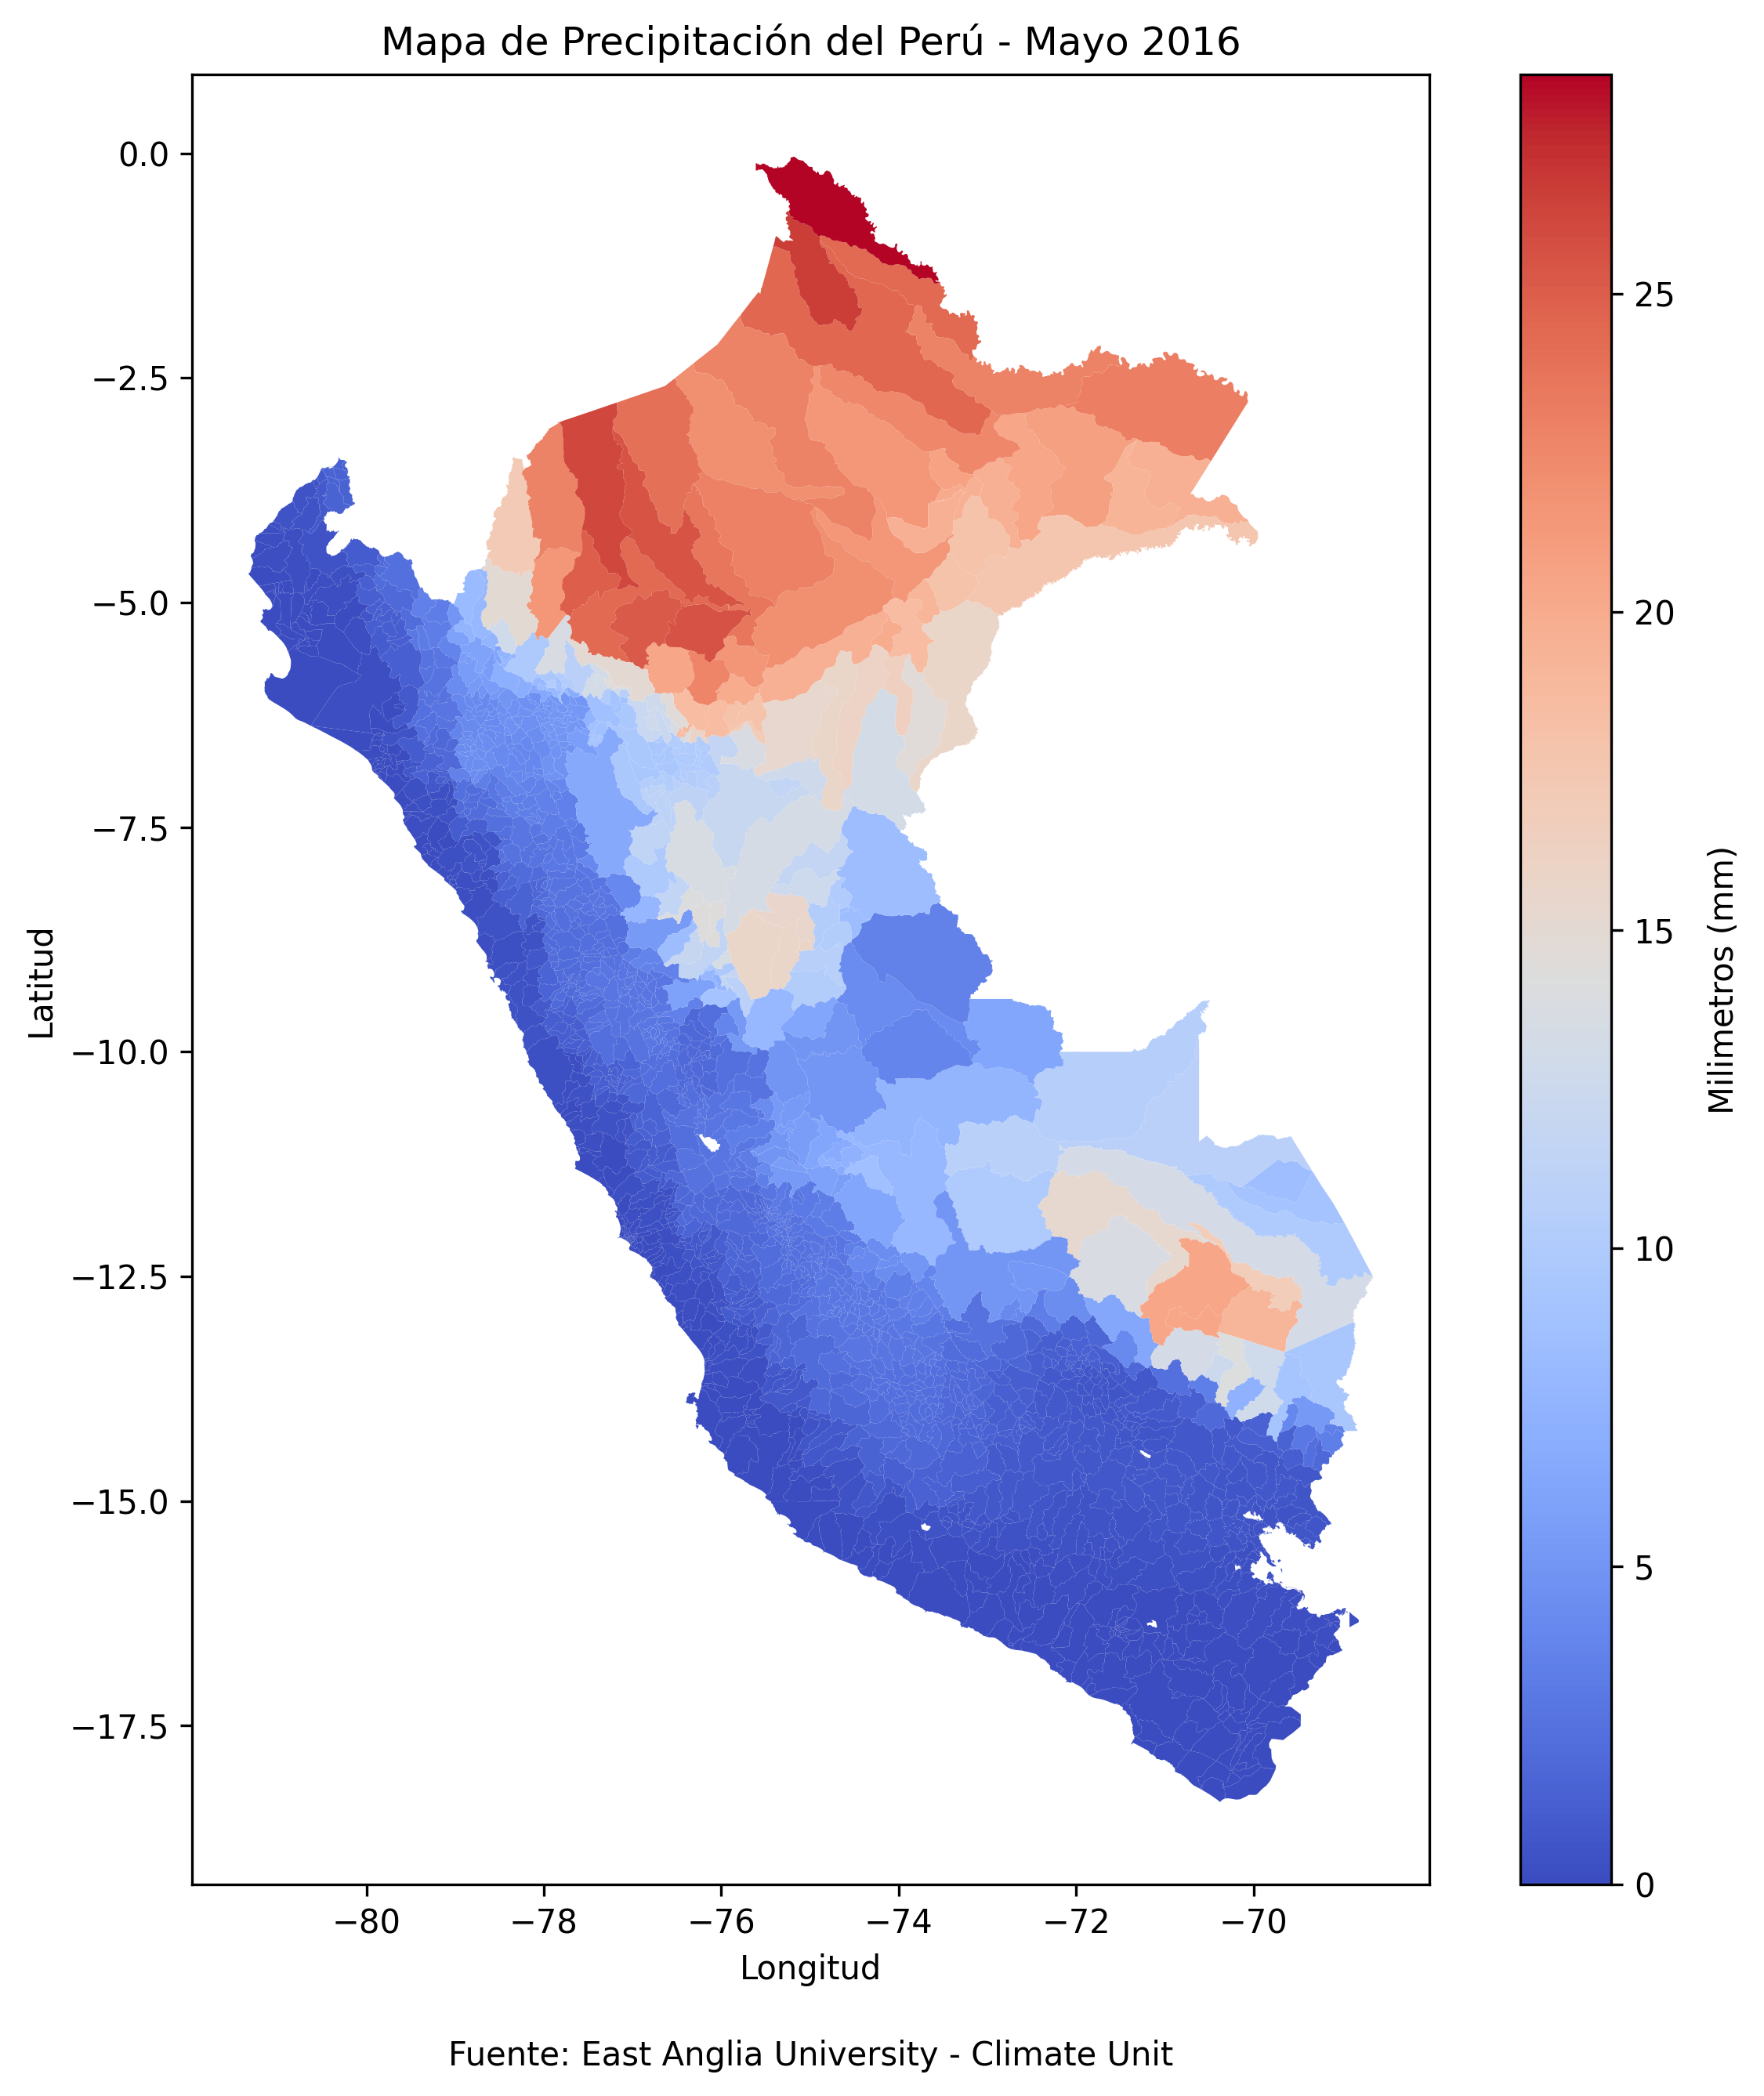 Mapa de Precipitación del Perú - Mayo 2016
0.0
−2.5
−5.0
−7.5
−10.0
−12.5
−15.0
−17.5
Latitud
−80 −78 −76 −74 −72 −70
Longitud
25
20
15
10
5
0
Milimetros (mm)
Fuente: East Anglia University - Climate Unit